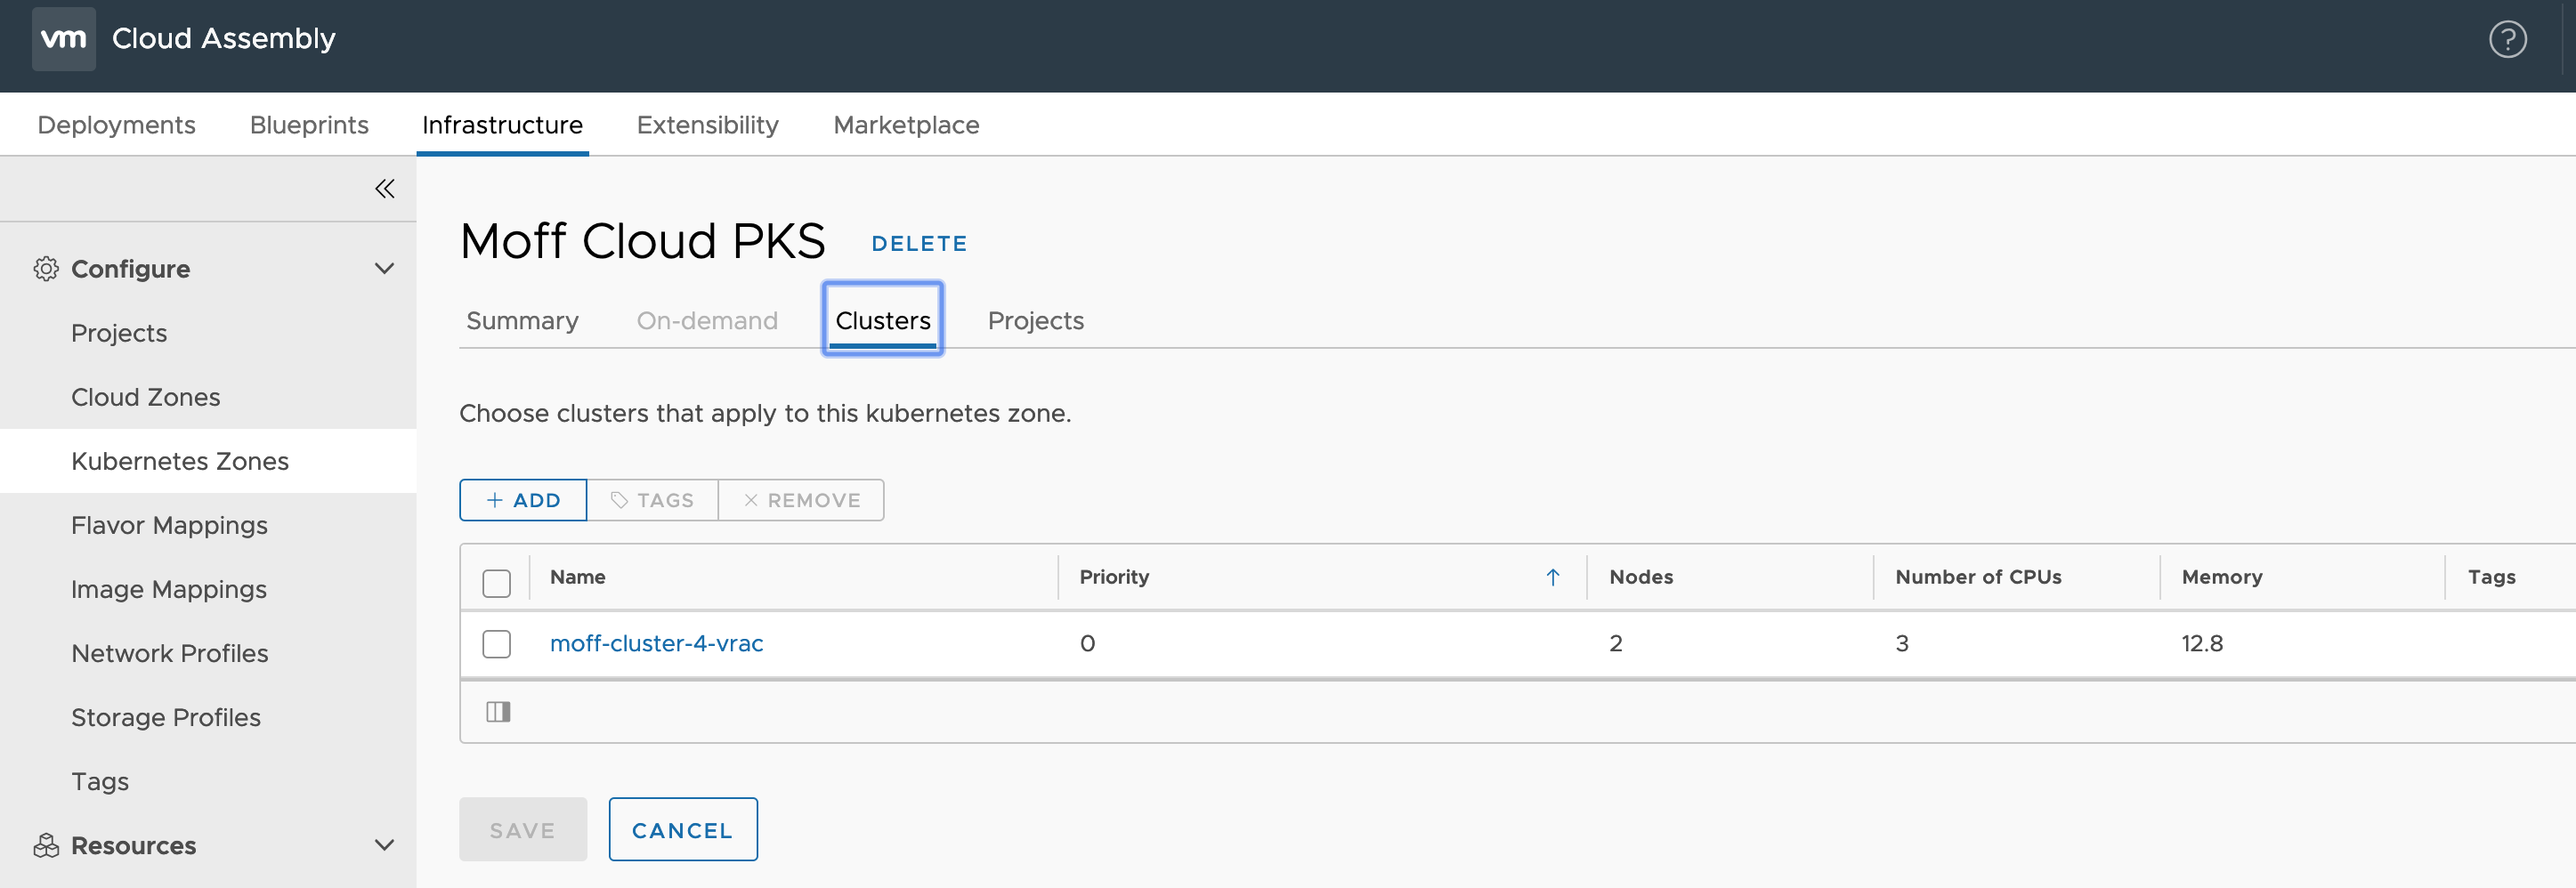 vm Cloud Assembly ?
Deployments Blueprints Infrastructure Extensibility Marketplace
Configure
Projects
Cloud Zones
Kubernetes Zones
Flavor Mappings
Image Mappings
Network Profiles
Storage Profiles
Tags
Resources
Moff Cloud PKS DELETE
Summary On-demand Clusters Projects
Choose clusters that apply to this kubernetes zone.
+ ADD TAGS × REMOVE
Name Priority ↑ Nodes Number of CPUs Memory Tags
moff-cluster-4-vrac 0 2 3 12.8
SAVE CANCEL